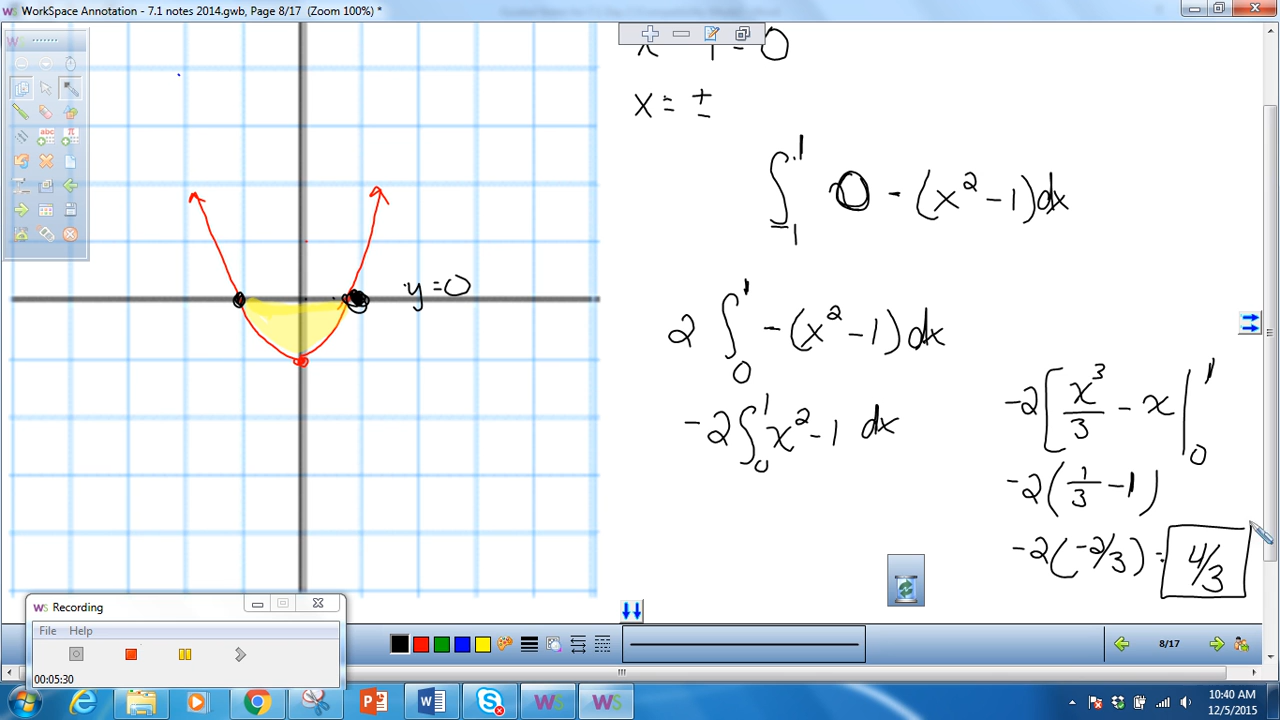 WorkSpace Annotation - 7.1 notes 2014.gwb, Page 8/17 (Zoom 100%) *
x = ±
∫₋₁¹ 0 - (x² - 1)dx
y = 0
2 ∫₀¹ - (x² - 1) dx
-2 ∫₀¹ x² - 1 dx
-2[x³/3 - x|₀¹
-2(1/3 - 1)
-2(-2/3) = 4/3
WS Recording
File Help
00:05:30
8/17
10:40 AM
12/5/2015